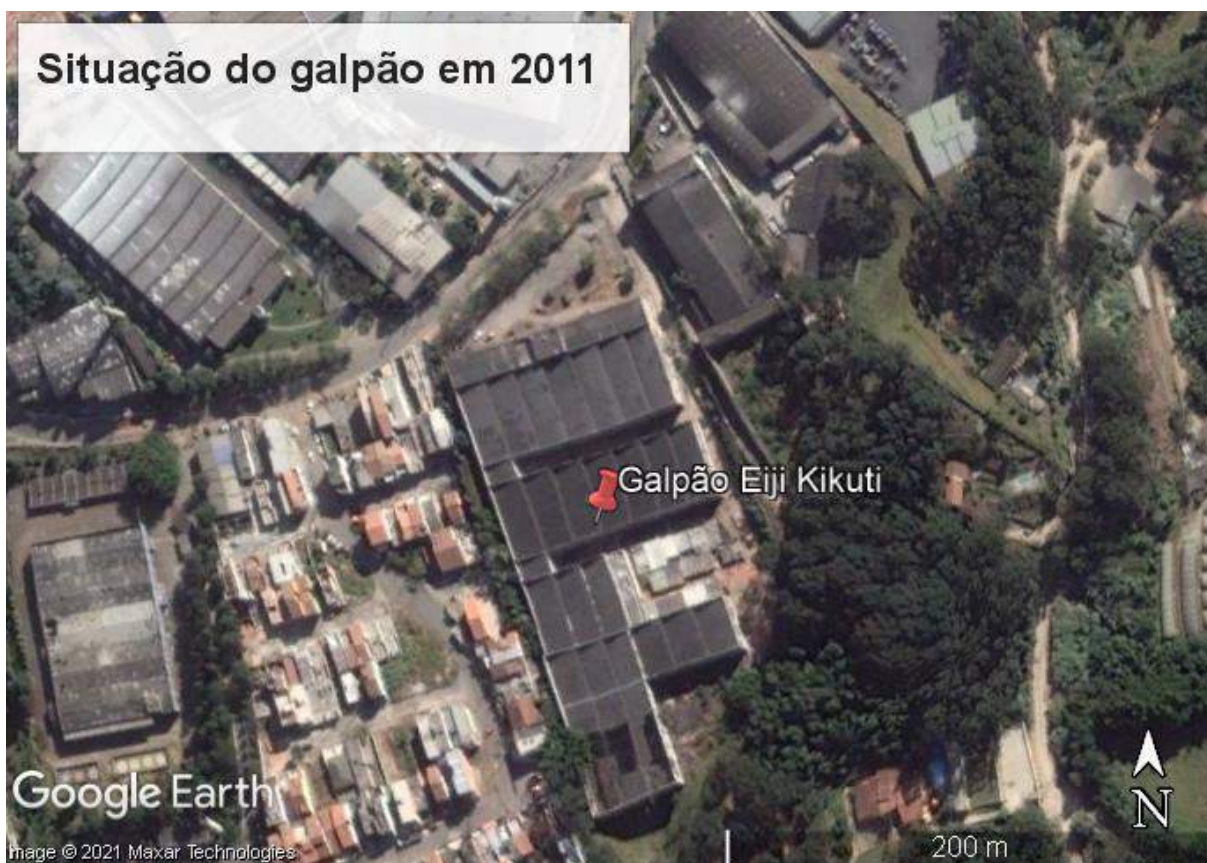 Situação do galpão em 2011
Galpão Eiji Kikuti
Google Earth
N
Image © 2021 Maxar Technologies
200 m